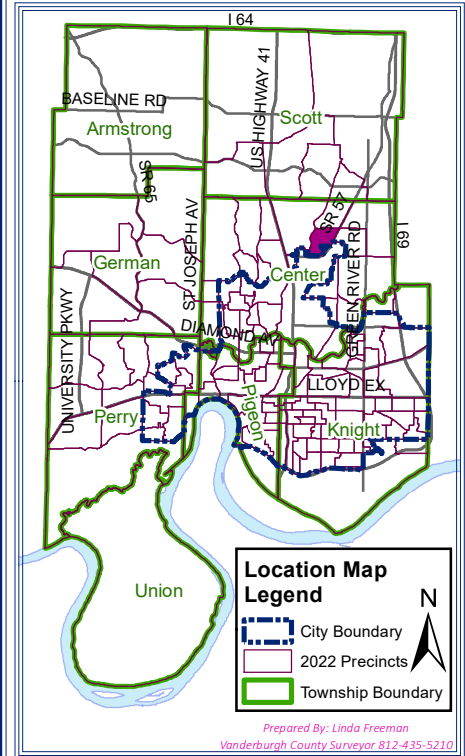 I 64
US HIGHWAY 41
BASELINE RD
Scott
Armstrong
SR 65
SR 57
ST JOSEPH AV
I 69
German
Center
GREEN RIVER RD
UNIVERSITY PKWY
DIAMOND AV
LLOYD EX
Perry
Pigeon
Knight
Union
Location Map
Legend
N
City Boundary
2022 Precincts
Township Boundary
Prepared By: Linda Freeman
Vanderburgh County Surveyor 812-435-5210